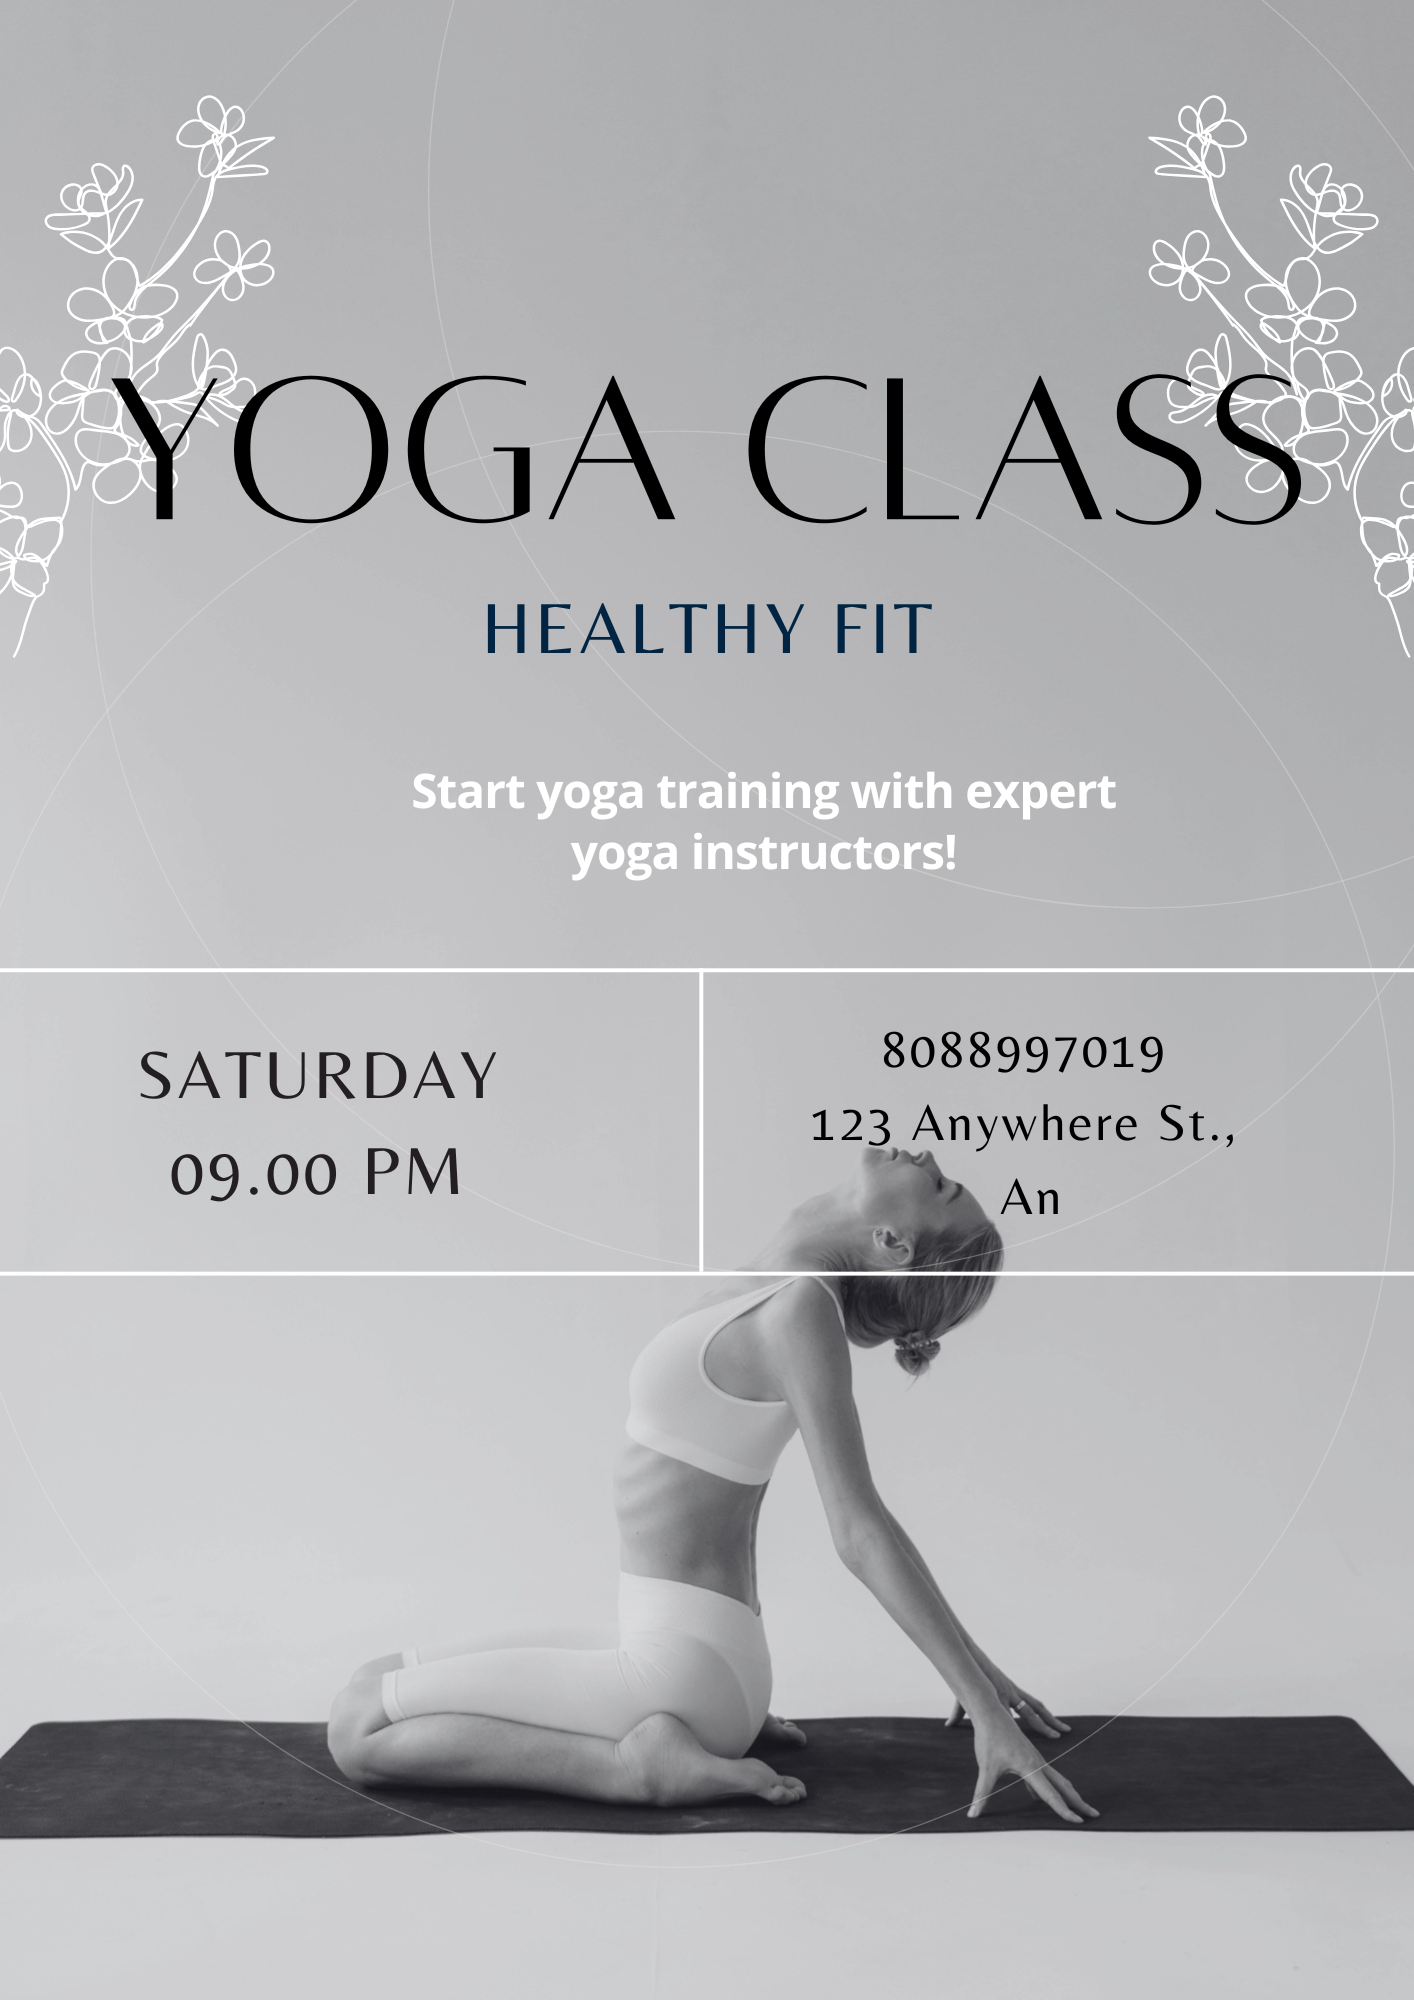 YOGA CLASS
HEALTHY FIT
Start yoga training with expert
yoga instructors!
SATURDAY
09.00 PM
8088997019
123 Anywhere St.,
An